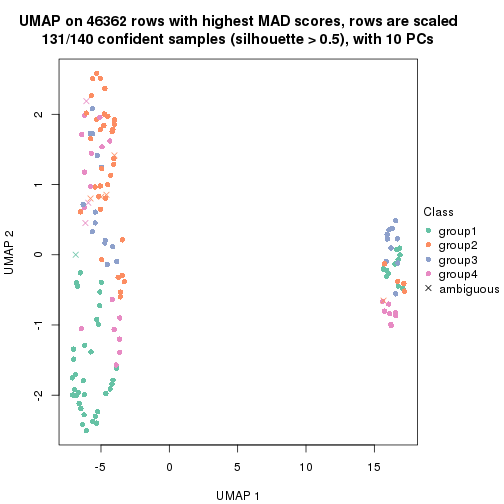 UMAP on 46362 rows with highest MAD scores, rows are scaled
131/140 confident samples (silhouette > 0.5), with 10 PCs
UMAP 2
2
1
0
-1
-2
-5
0
5
10
15
UMAP 1
Class
group1
group2
group3
group4
ambiguous